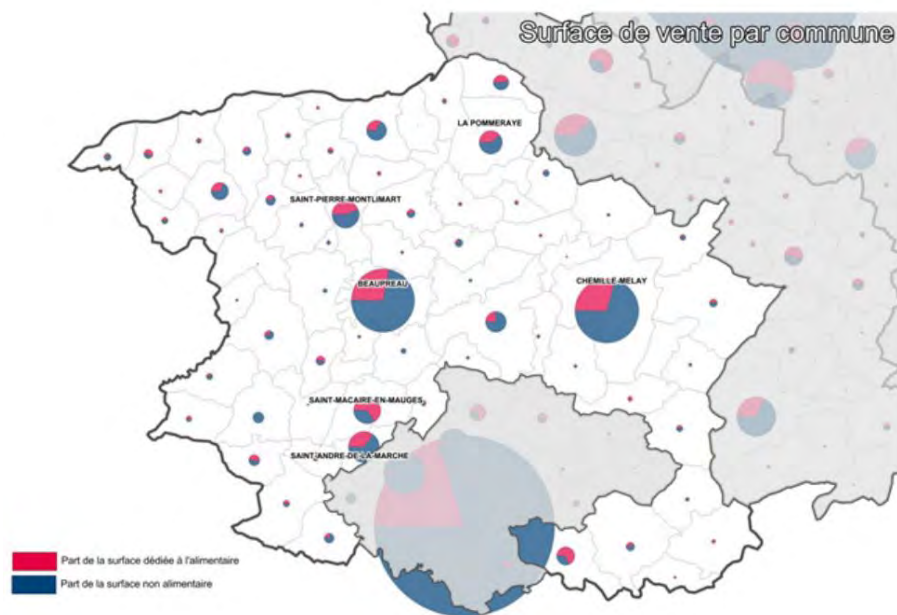 Surface de vente par commune
LA POMMERAYE
SAINT-PIERRE-MONTLIMART
BEAUPREAU
CHEMILLE-MELAY
SAINT-MACAIRE-EN-MAUGES
SAINT-ANDRE-DE-LA-MARCHE
Part de la surface dédiée à l'alimentaire
Part de la surface non alimentaire